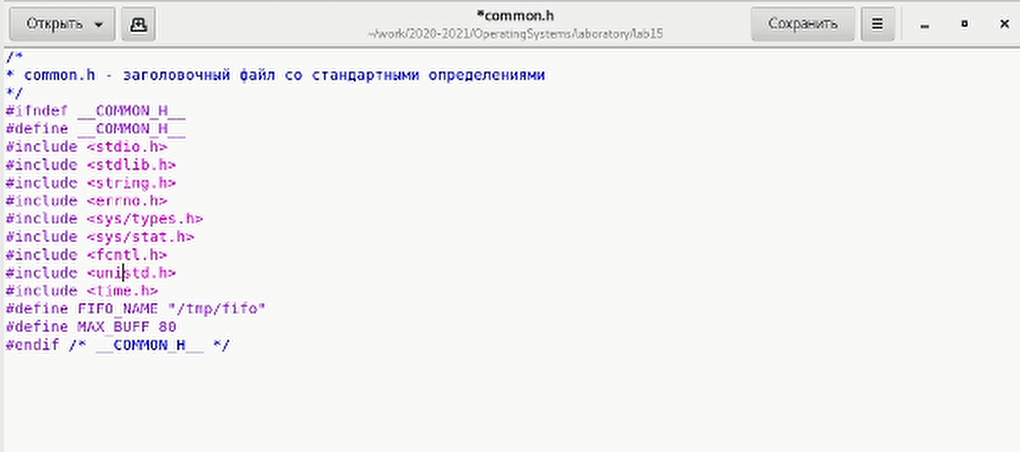 Открыть
*common.h
~/work/2020-2021/OperatingSystems/laboratory/lab15
Сохранить
/*
* common.h - заголовочный файл со стандартными определениями
*/
#ifndef __COMMON_H__
#define __COMMON_H__
#include <stdio.h>
#include <stdlib.h>
#include <string.h>
#include <errno.h>
#include <sys/types.h>
#include <sys/stat.h>
#include <fcntl.h>
#include <unistd.h>
#include <time.h>
#define FIFO_NAME "/tmp/fifo"
#define MAX_BUFF 80
#endif /* __COMMON_H__ */